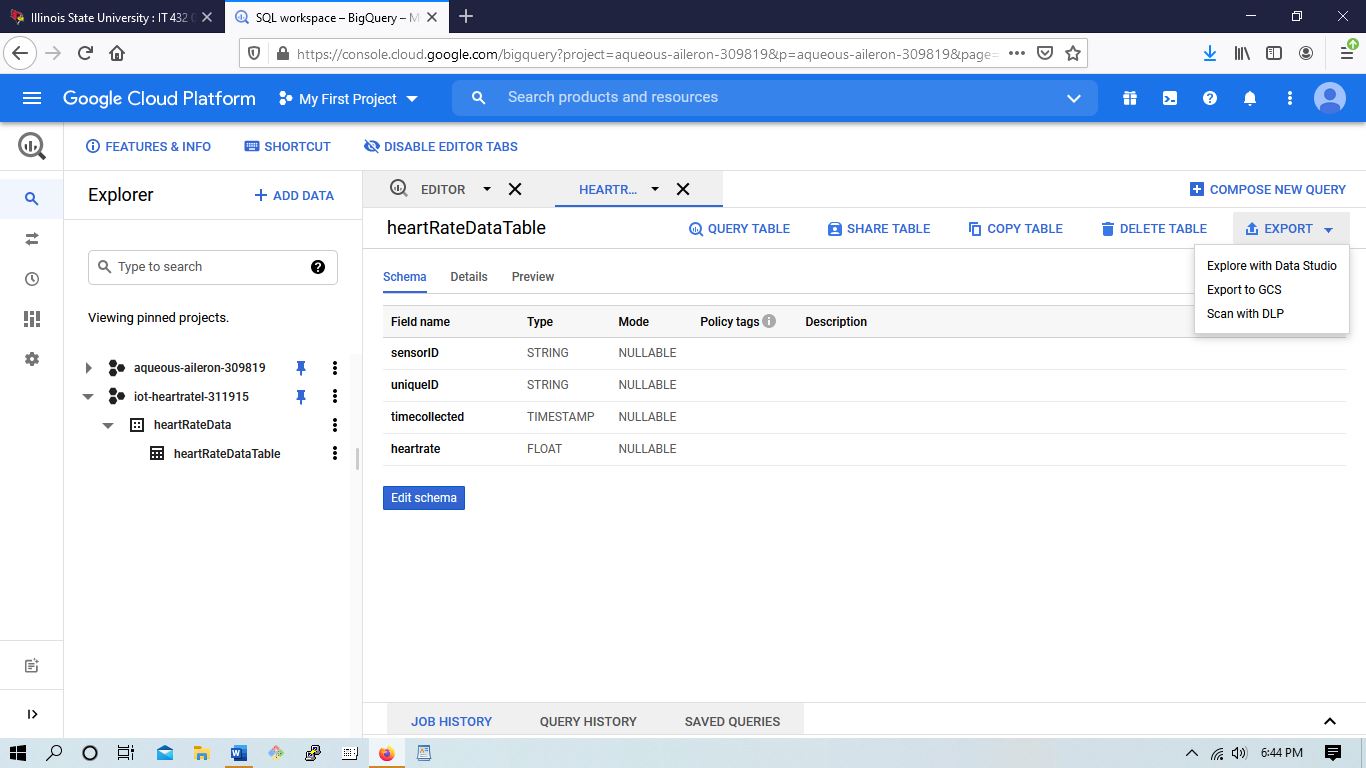 Illinois State University : IT 432 0
SQL workspace – BigQuery – M
https://console.cloud.google.com/bigquery?project=aqueous-aileron-309819&p=aqueous-aileron-309819&page=
Google Cloud Platform
My First Project
Search products and resources
FEATURES & INFO
SHORTCUT
DISABLE EDITOR TABS
Explorer
ADD DATA
EDITOR
HEARTR...
COMPOSE NEW QUERY
heartRateDataTable
QUERY TABLE
SHARE TABLE
COPY TABLE
DELETE TABLE
EXPORT
Explore with Data Studio
Export to GCS
Scan with DLP
Type to search
Viewing pinned projects.
aqueous-aileron-309819
iot-heartratel-311915
heartRateData
heartRateDataTable
Schema
Details
Preview
Field name Type Mode Policy tags Description
sensorID STRING NULLABLE
uniqueID STRING NULLABLE
timecollected TIMESTAMP NULLABLE
heartrate FLOAT NULLABLE
Edit schema
JOB HISTORY
QUERY HISTORY
SAVED QUERIES
6:44 PM